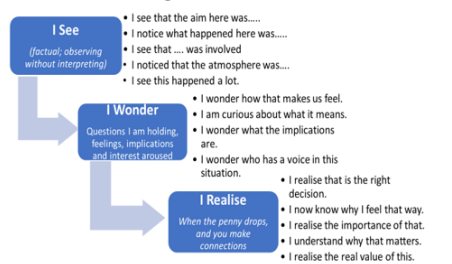 I See
(factual; observing
without interpreting)
• I see that the aim here was…..
• I notice what happened here was…..
• I see that …. was involved
• I noticed that the atmosphere was….
• I see this happened a lot.
I Wonder
Questions I am holding,
feelings, implications
and interest aroused
• I wonder how that makes us feel.
• I am curious about what it means.
• I wonder what the implications
are.
• I wonder who has a voice in this
situation.
I Realise
When the penny drops,
and you make
connections
• I realise that is the right
decision.
• I now know why I feel that way.
• I realise the importance of that.
• I understand why that matters.
• I realise the real value of this.